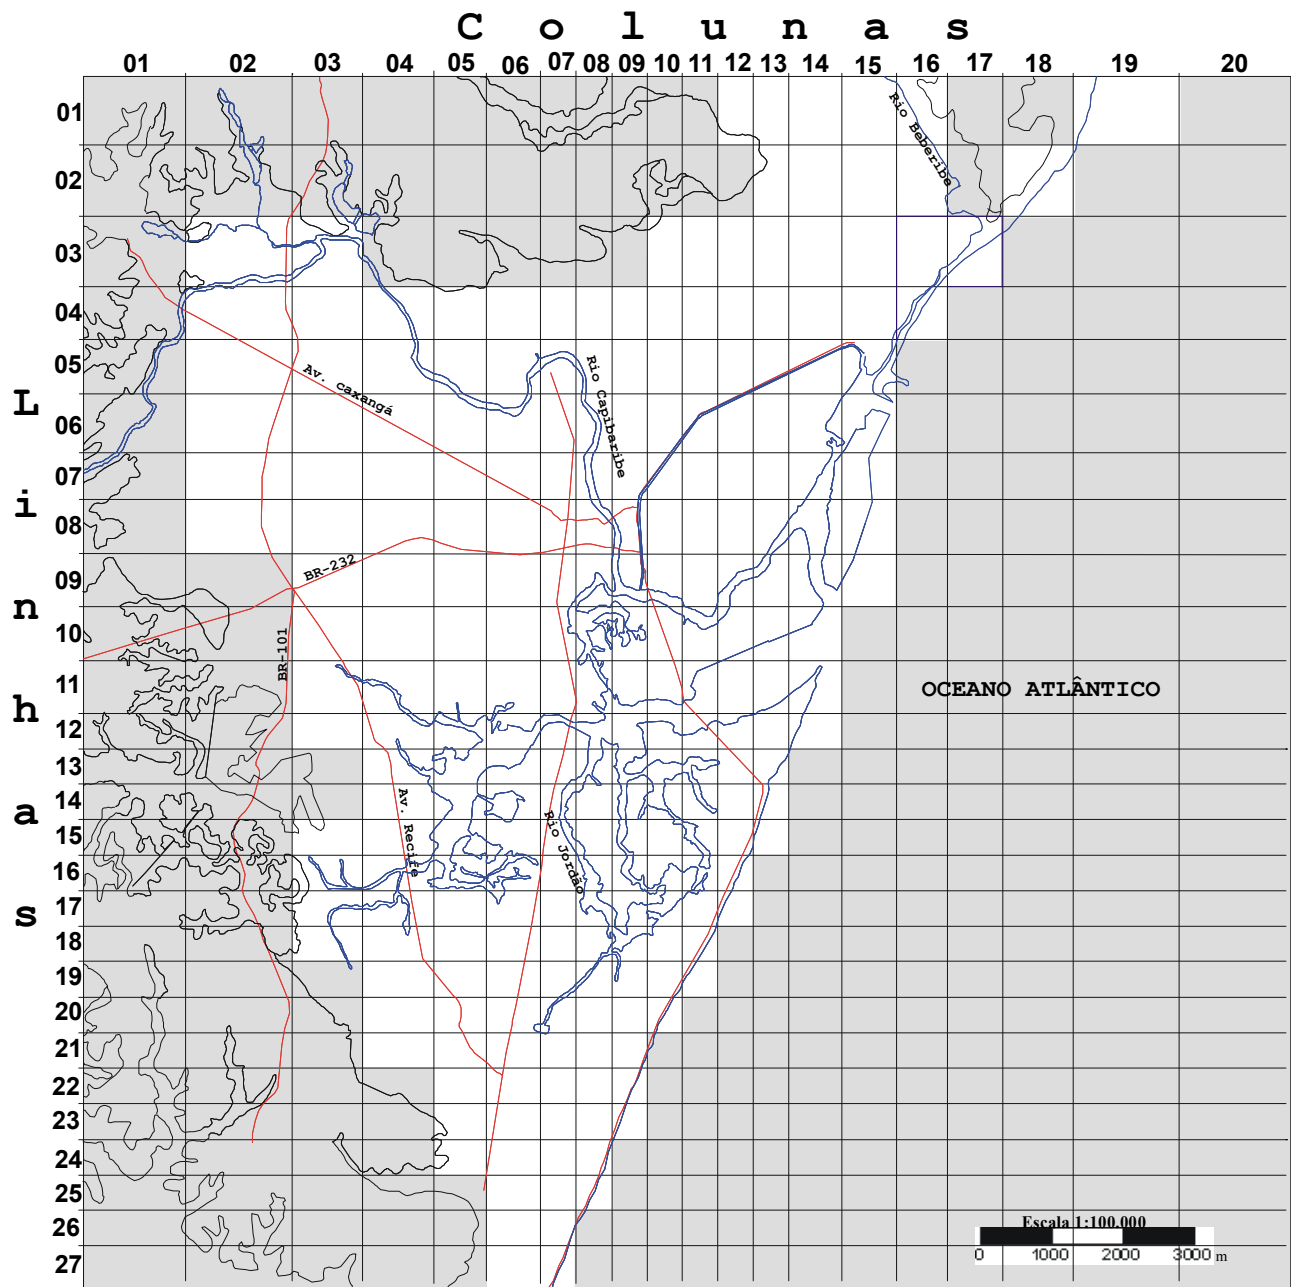 Colunas
01 02 03 04 05 06 07 08 09 10 11 12 13 14 15 16 17 18 19 20
Linhas
01
02
03
04
05
06
07
08
09
10
11
12
13
14
15
16
17
18
19
20
21
22
23
24
25
26
27
Rio Beberibe
Av. caxangá
Rio Capibaribe
BR-232
BR-101
OCEANO ATLÂNTICO
Av. Recife
Rio Jordão
Escala 1:100.000
0 1000 2000 3000 m